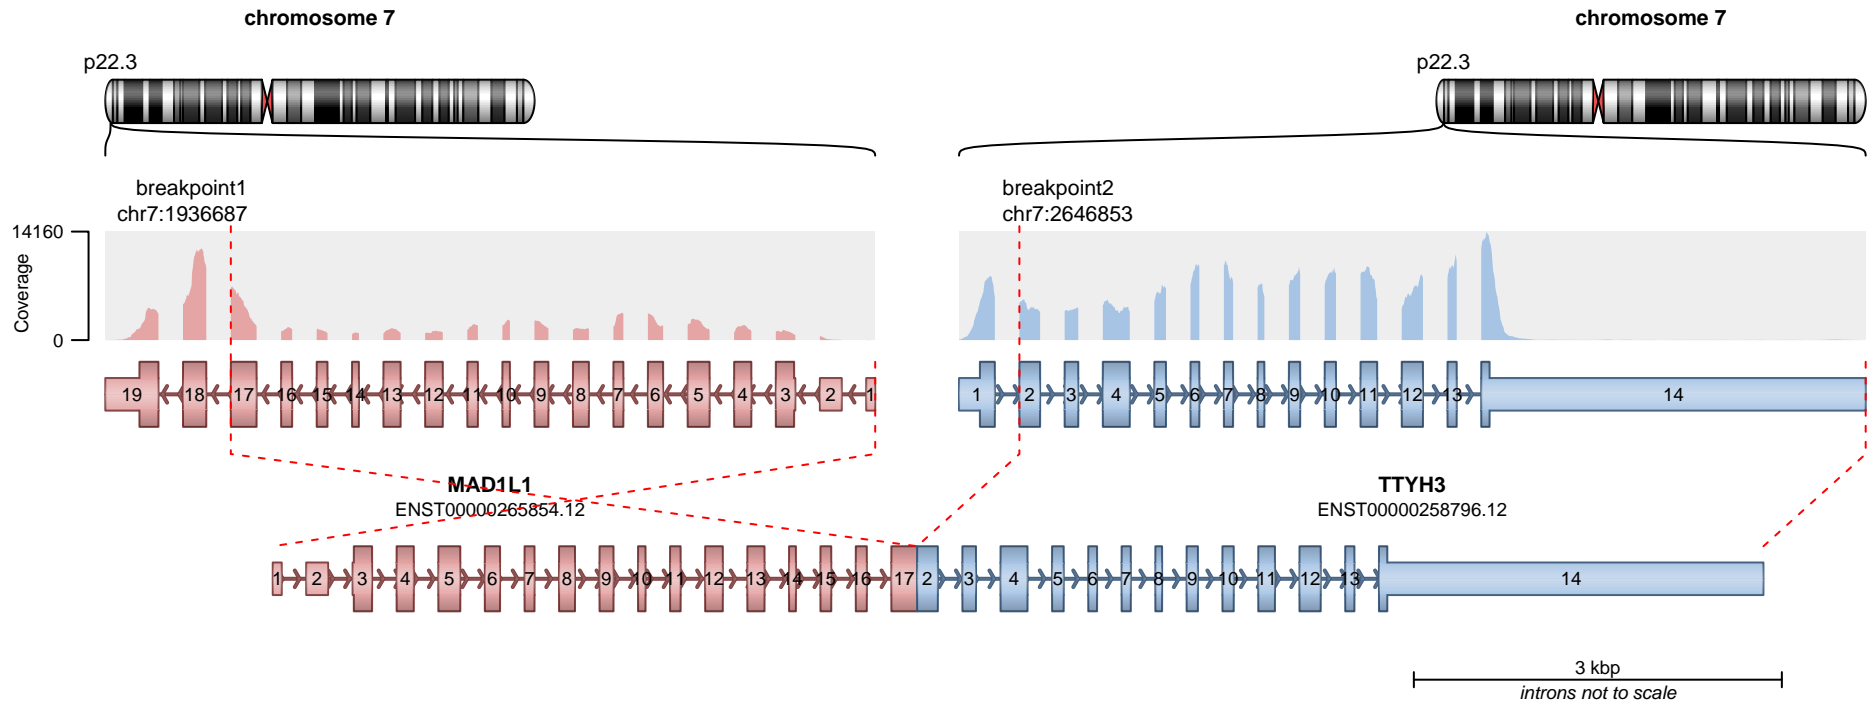 chromosome 7 chromosome 7
p22.3 p22.3
breakpoint1 breakpoint2
chr7:1936687 chr7:2646853
14160
Coverage
0
19 18 17 16 15 14 13 12 11 10 9 8 7 6 5 4 3 2 1 1 2 3 4 5 6 7 8 9 10 11 12 13 14
MAD1L1 TTYH3
ENST00000265854.12 ENST00000258796.12
1 2 3 4 5 6 7 8 9 10 11 12 13 14 15 16 17 2 3 4 5 6 7 8 9 10 11 12 13 14
3 kbp
introns not to scale